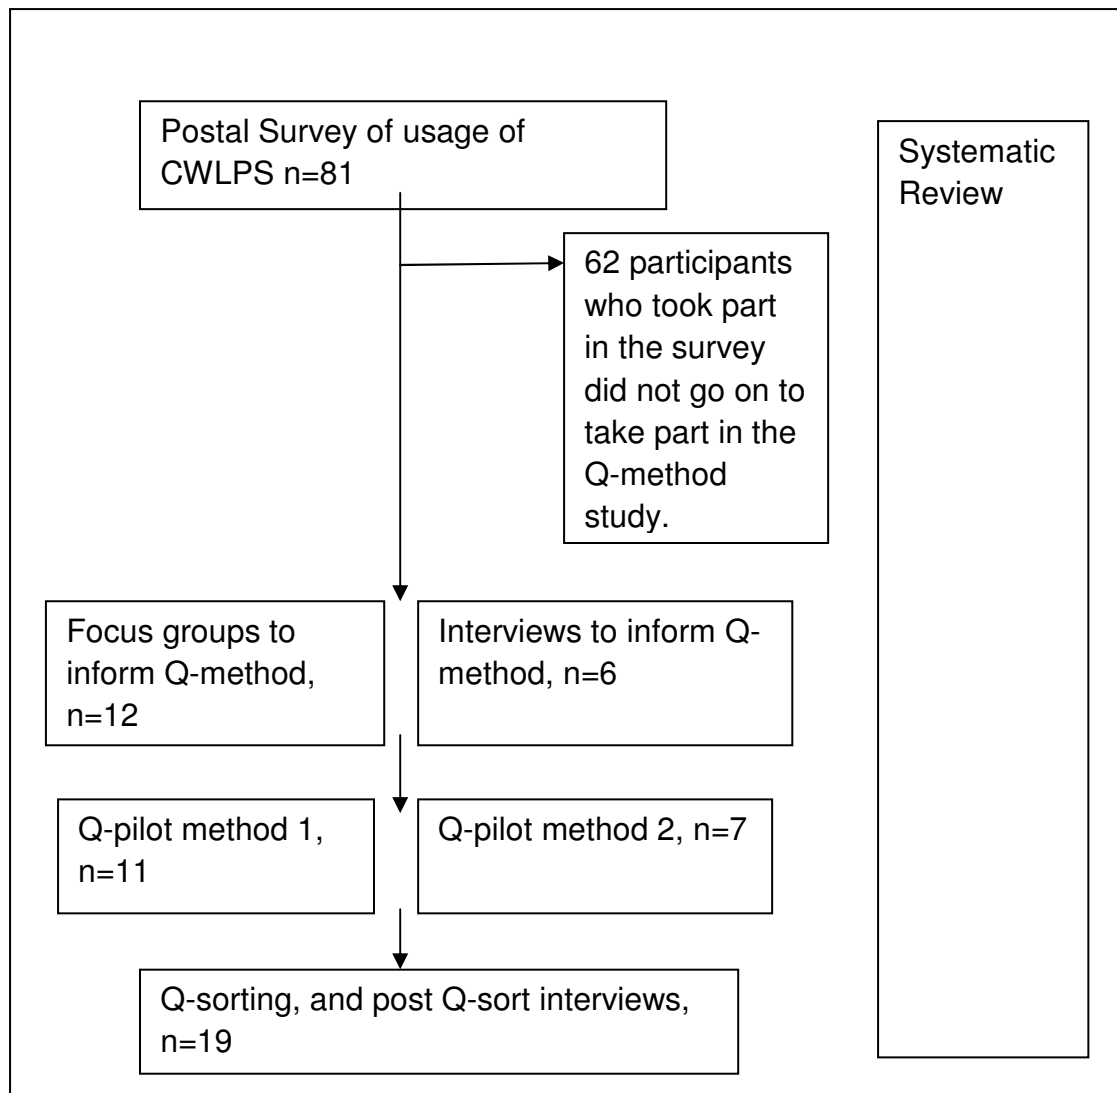 Postal Survey of usage of
CWLPS n=81
Systematic
Review
62 participants
who took part
in the survey
did not go on to
take part in the
Q-method
study.
Focus groups to
inform Q-method,
n=12
Interviews to inform Q-
method, n=6
Q-pilot method 1,
n=11
Q-pilot method 2, n=7
Q-sorting, and post Q-sort interviews,
n=19